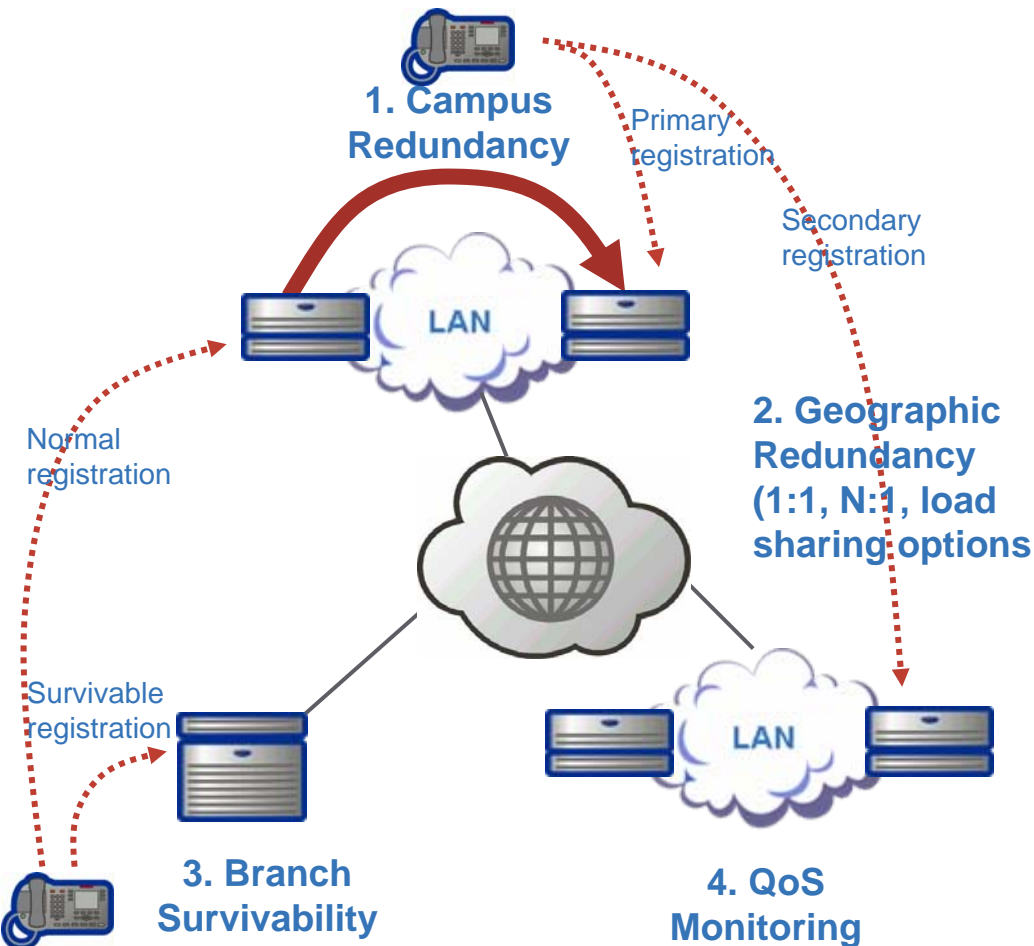 1. Campus
Redundancy
Primary
registration
Secondary
registration
LAN
2. Geographic
Redundancy
(1:1, N:1, load
sharing options
Normal
registration
Survivable
registration
LAN
3. Branch
Survivability
4. QoS
Monitoring